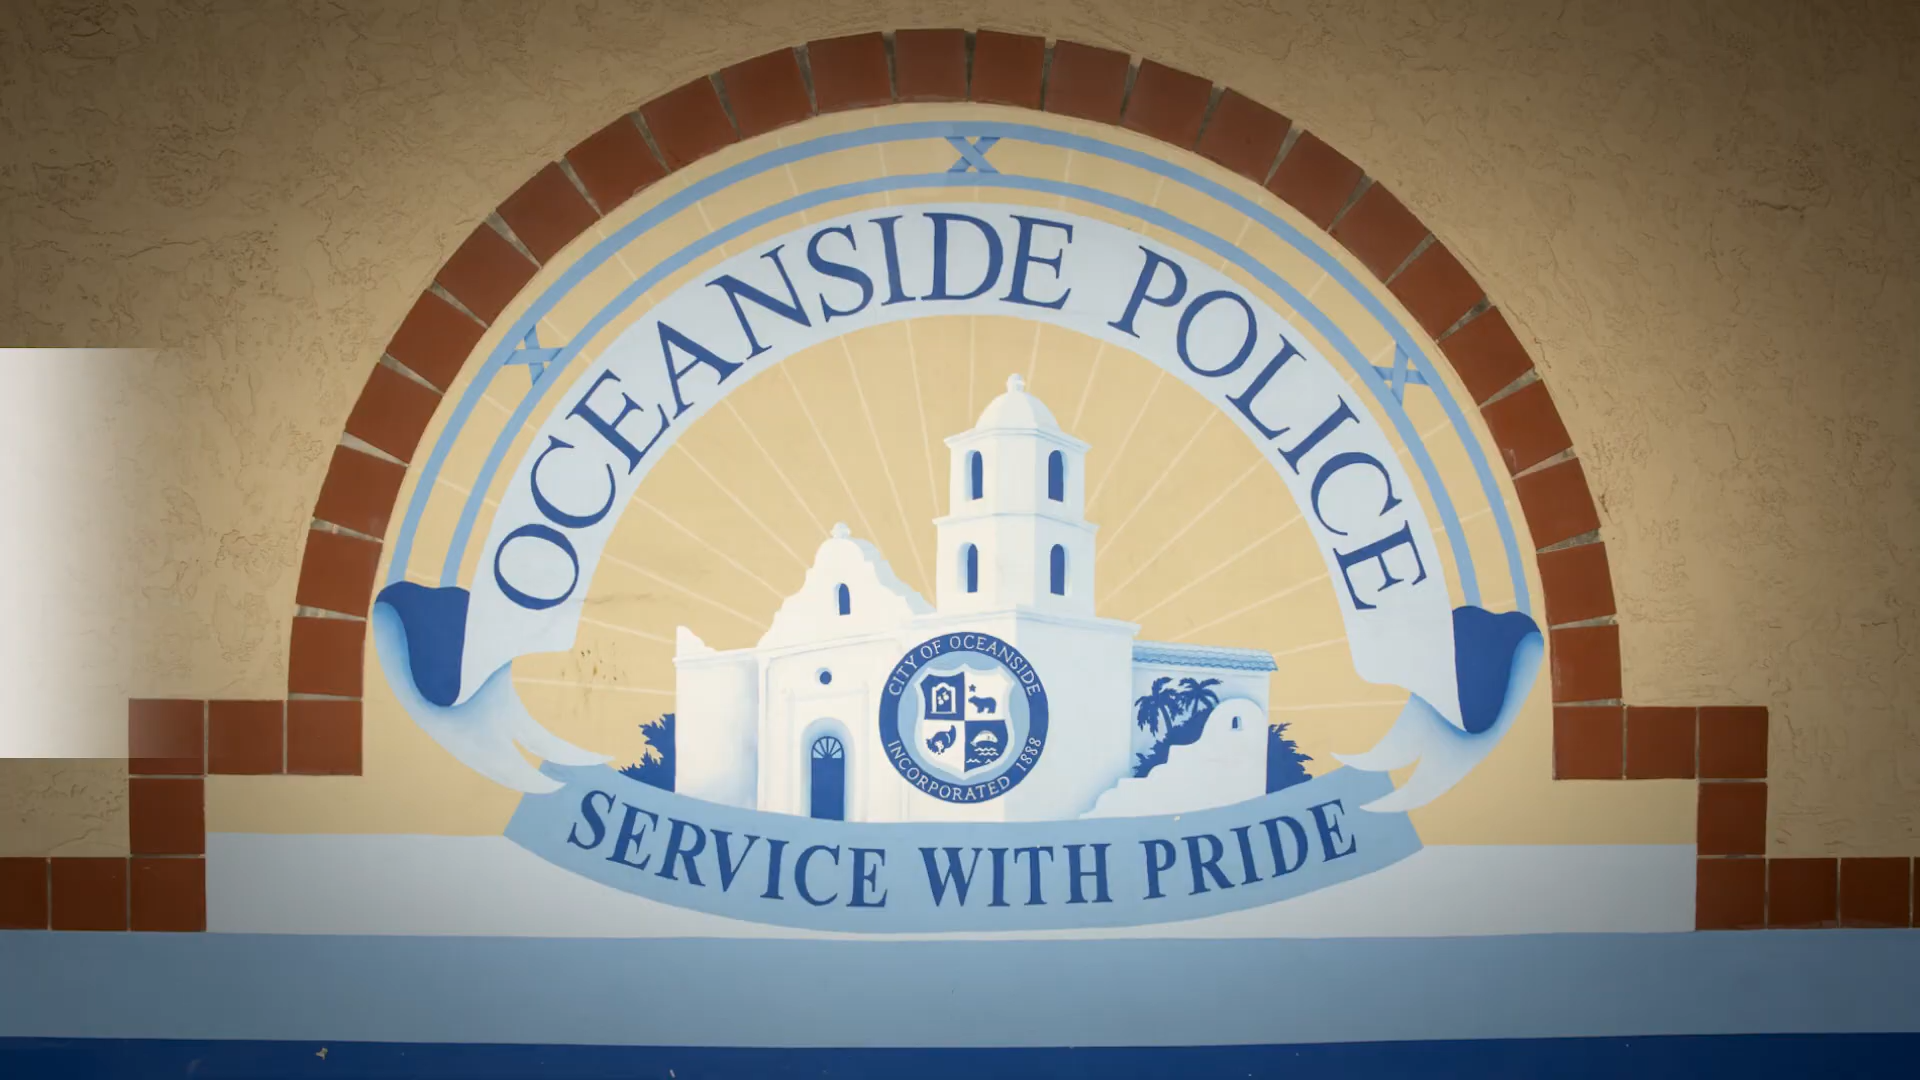 OCEANSIDE POLICE
CITY OF OCEANSIDE
INCORPORATED 1888
SERVICE WITH PRIDE